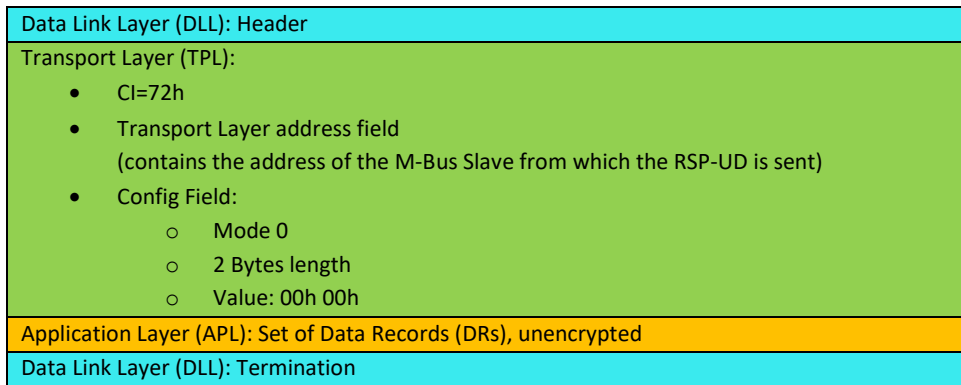 Data Link Layer (DLL): Header
Transport Layer (TPL):
• CI=72h
• Transport Layer address field
(contains the address of the M-Bus Slave from which the RSP-UD is sent)
• Config Field:
o Mode 0
o 2 Bytes length
o Value: 00h 00h
Application Layer (APL): Set of Data Records (DRs), unencrypted
Data Link Layer (DLL): Termination